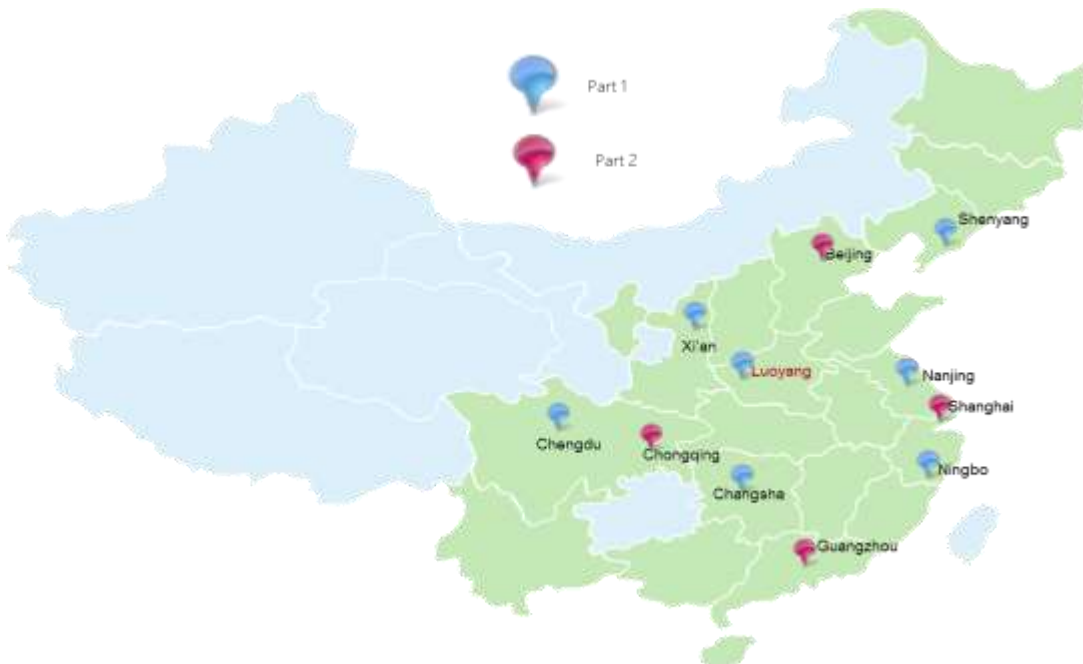 Part 1
Part 2
Shenyang
Beijing
Xi'an
Luoyang
Nanjing
Shanghai
Chengdu
Chongqing
Ningbo
Changsha
Guangzhou